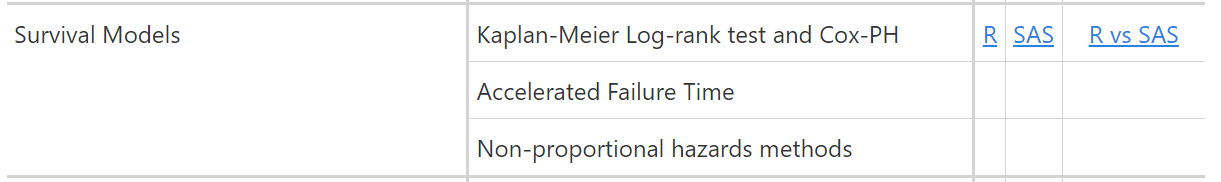 Survival Models Kaplan-Meier Log-rank test and Cox-PH R SAS R vs SAS
Accelerated Failure Time
Non-proportional hazards methods